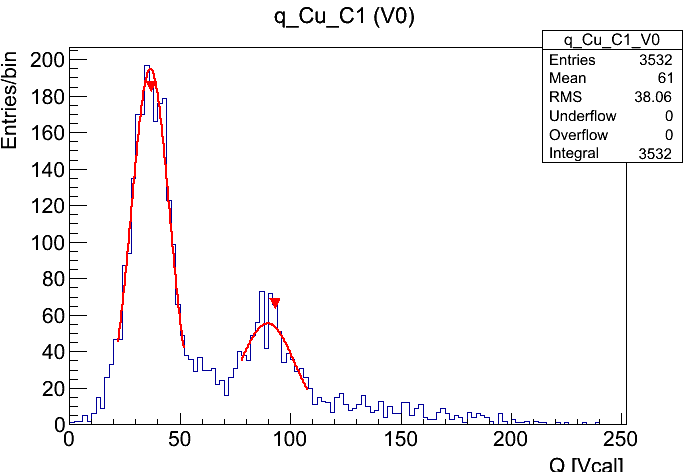 q_Cu_C1 (V0)
q_Cu_C1_V0
Entries 3532
Mean 61
RMS 38.06
Underflow 0
Overflow 0
Integral 3532
Entries/bin
200
180
160
140
120
100
80
60
40
20
0
0 50 100 150 200 250
Q [Vcal]